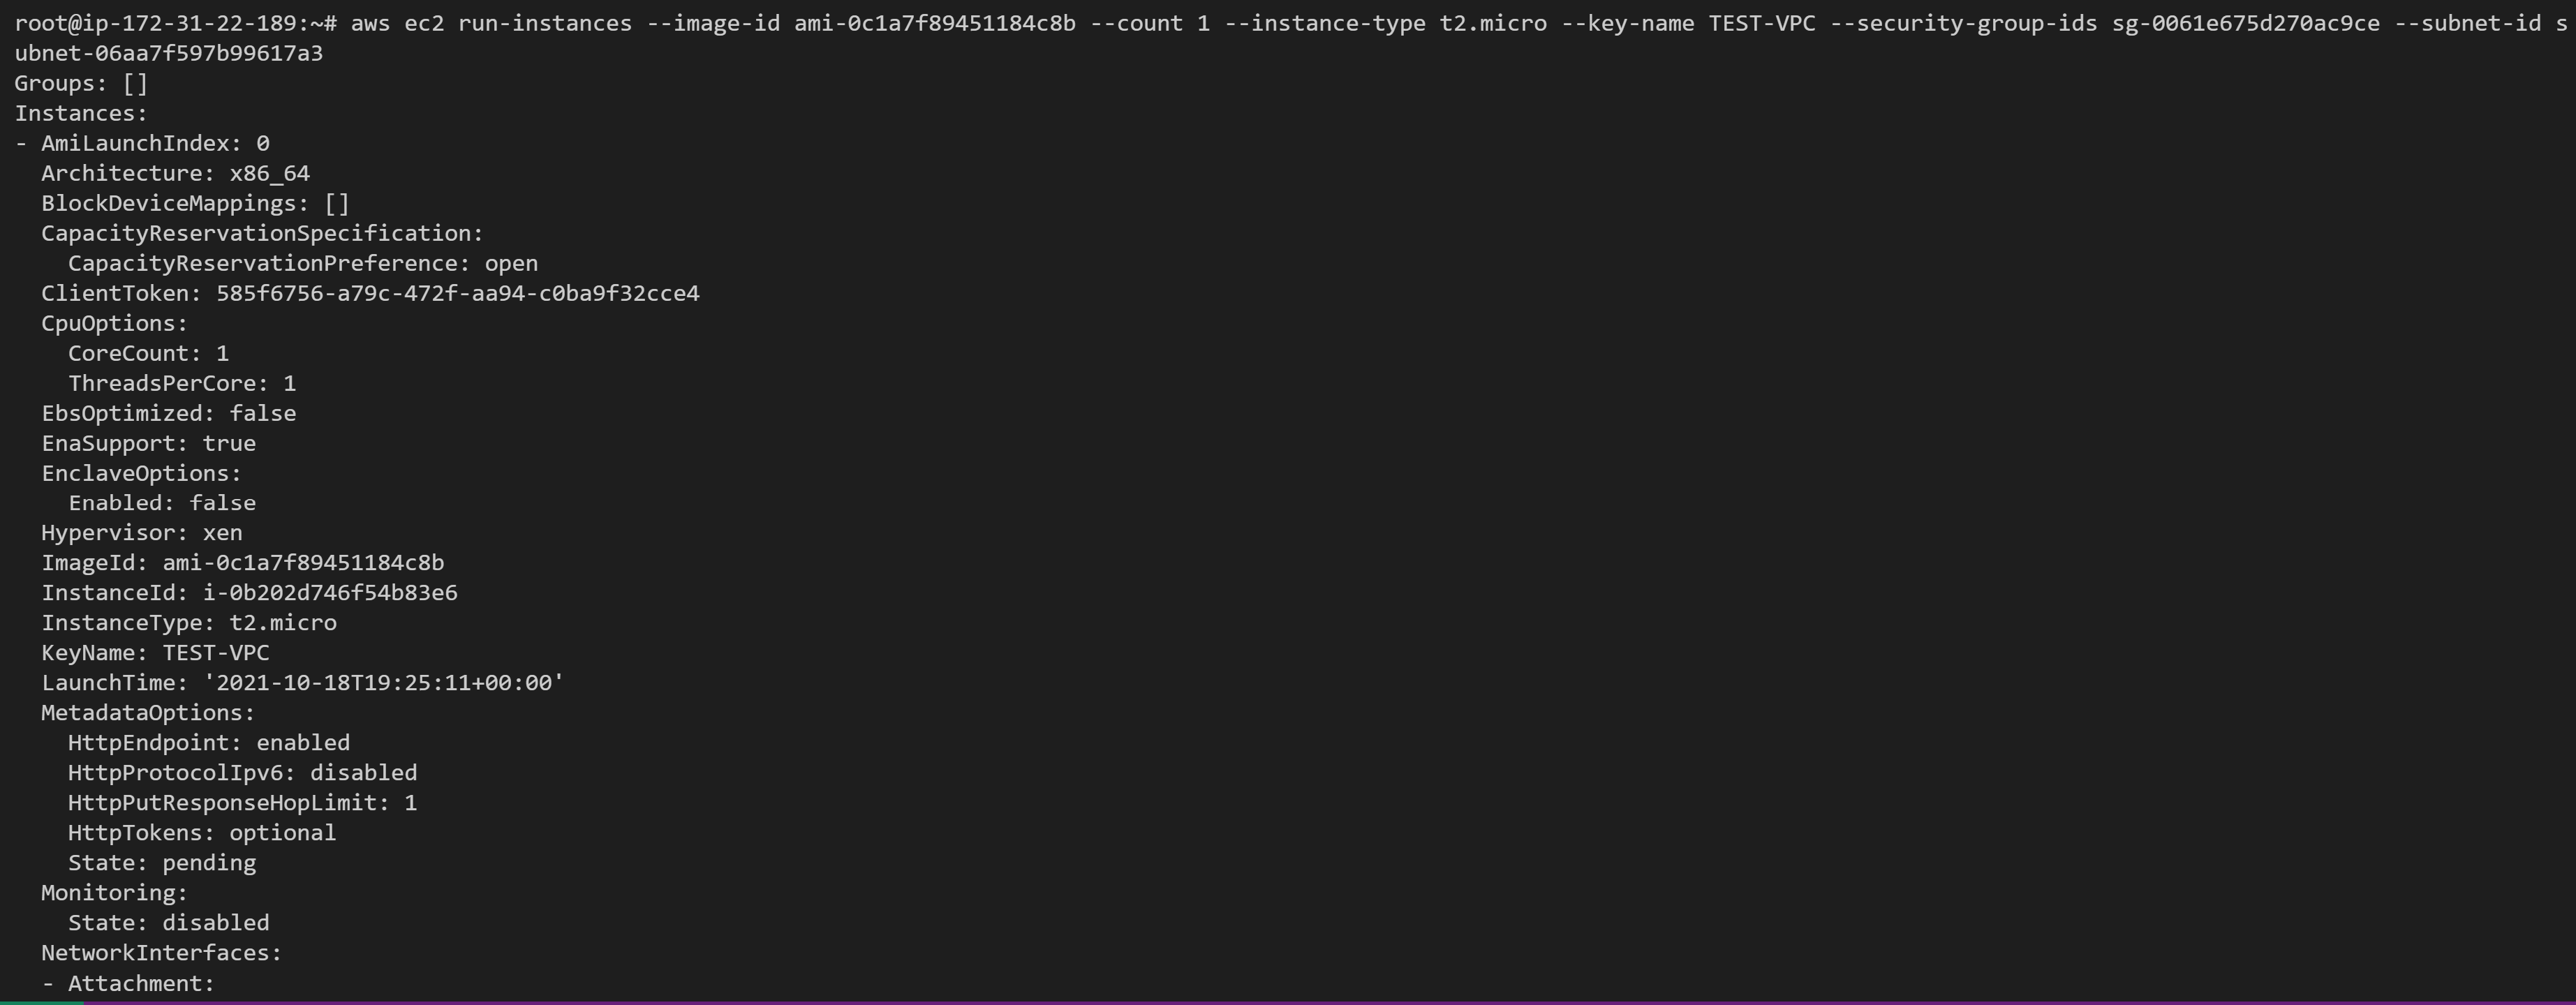 root@ip-172-31-22-189:~# aws ec2 run-instances --image-id ami-0c1a7f89451184c8b --count 1 --instance-type t2.micro --key-name TEST-VPC --security-group-ids sg-0061e675d270ac9ce --subnet-id s
ubnet-06aa7f597b99617a3
Groups: []
Instances:
- AmiLaunchIndex: 0
  Architecture: x86_64
  BlockDeviceMappings: []
  CapacityReservationSpecification:
    CapacityReservationPreference: open
  ClientToken: 585f6756-a79c-472f-aa94-c0ba9f32cce4
  CpuOptions:
    CoreCount: 1
    ThreadsPerCore: 1
  EbsOptimized: false
  EnaSupport: true
  EnclaveOptions:
    Enabled: false
  Hypervisor: xen
  ImageId: ami-0c1a7f89451184c8b
  InstanceId: i-0b202d746f54b83e6
  InstanceType: t2.micro
  KeyName: TEST-VPC
  LaunchTime: '2021-10-18T19:25:11+00:00'
  MetadataOptions:
    HttpEndpoint: enabled
    HttpProtocolIpv6: disabled
    HttpPutResponseHopLimit: 1
    HttpTokens: optional
    State: pending
  Monitoring:
    State: disabled
  NetworkInterfaces:
  - Attachment: